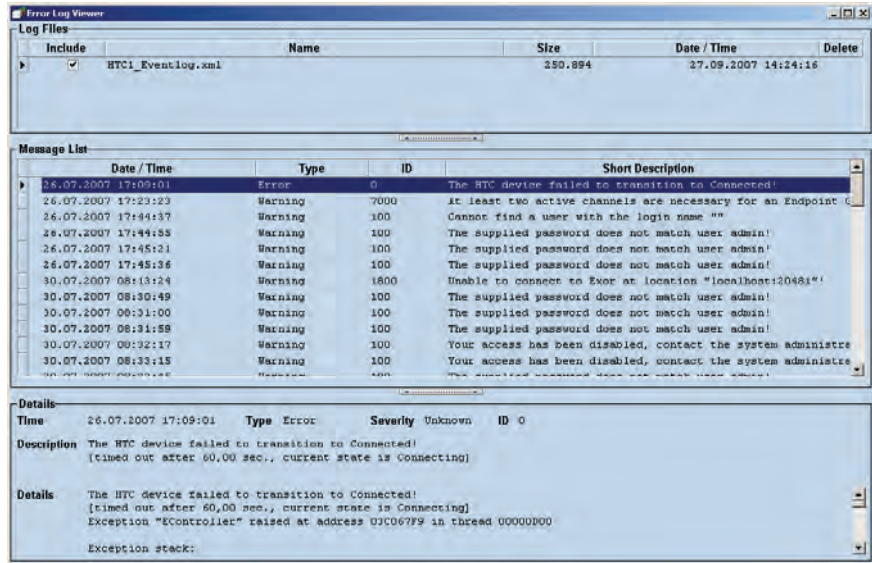 Error Log Viewer
Log Files
Include Name Size Date / Time Delete
HTC1_Eventlog.xml 250.894 27.09.2007 14:24:16
Message List
Date / Time Type ID Short Description
26.07.2007 17:09:01 Error 0 The HTC device failed to transition to Connected!
26.07.2007 17:23:23 Warning 7000 At least two active channels are necessary for an Endpoint
26.07.2007 17:44:37 Warning 100 Cannot find a user with the login name ""
26.07.2007 17:44:55 Warning 100 The supplied password does not match user admin!
26.07.2007 17:45:21 Warning 100 The supplied password does not match user admin!
26.07.2007 17:45:36 Warning 100 The supplied password does not match user admin!
30.07.2007 08:13:24 Warning 1800 Unable to connect to Exor at location "localhost:20481"!
30.07.2007 08:30:49 Warning 100 The supplied password does not match user admin!
30.07.2007 08:31:00 Warning 100 The supplied password does not match user admin!
30.07.2007 08:31:59 Warning 100 The supplied password does not match user admin!
30.07.2007 08:32:17 Warning 100 Your access has been disabled, contact the system administra
30.07.2007 08:33:15 Warning 100 Your access has been disabled, contact the system administra
Warning 100 The supplied password does not match user admin!
Details
Time 26.07.2007 17:09:01 Type Error Severity Unknown ID 0
Description The HTC device failed to transition to Connected!
[timed out after 60,00 sec., current state is Connecting]
Details The HTC device failed to transition to Connected!
[timed out after 60,00 sec., current state is Connecting]
Exception "EController" raised at address 03C067F9 in thread 00000D00
Exception stack: